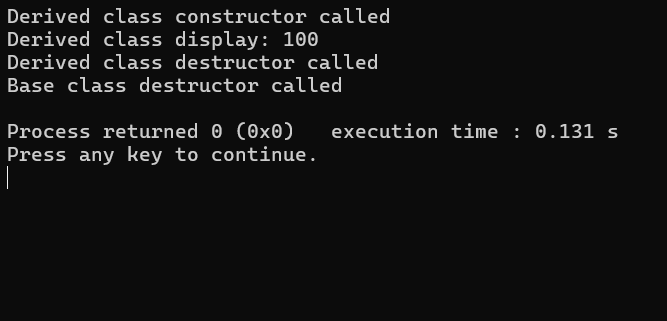 Derived class constructor called
Derived class display: 100
Derived class destructor called
Base class destructor called
Process returned 0 (0x0)   execution time : 0.131 s
Press any key to continue.